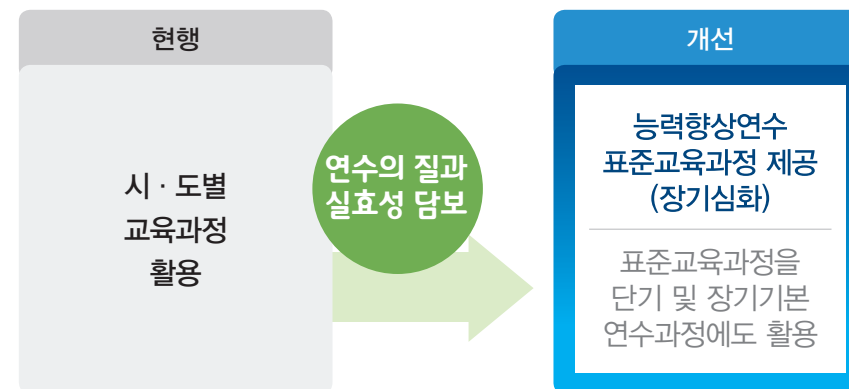 현행
시 · 도별
교육과정
활용
연수의 질과
실효성 담보
개선
능력향상연수
표준교육과정 제공
(장기심화)
표준교육과정을
단기 및 장기기본
연수과정에도 활용